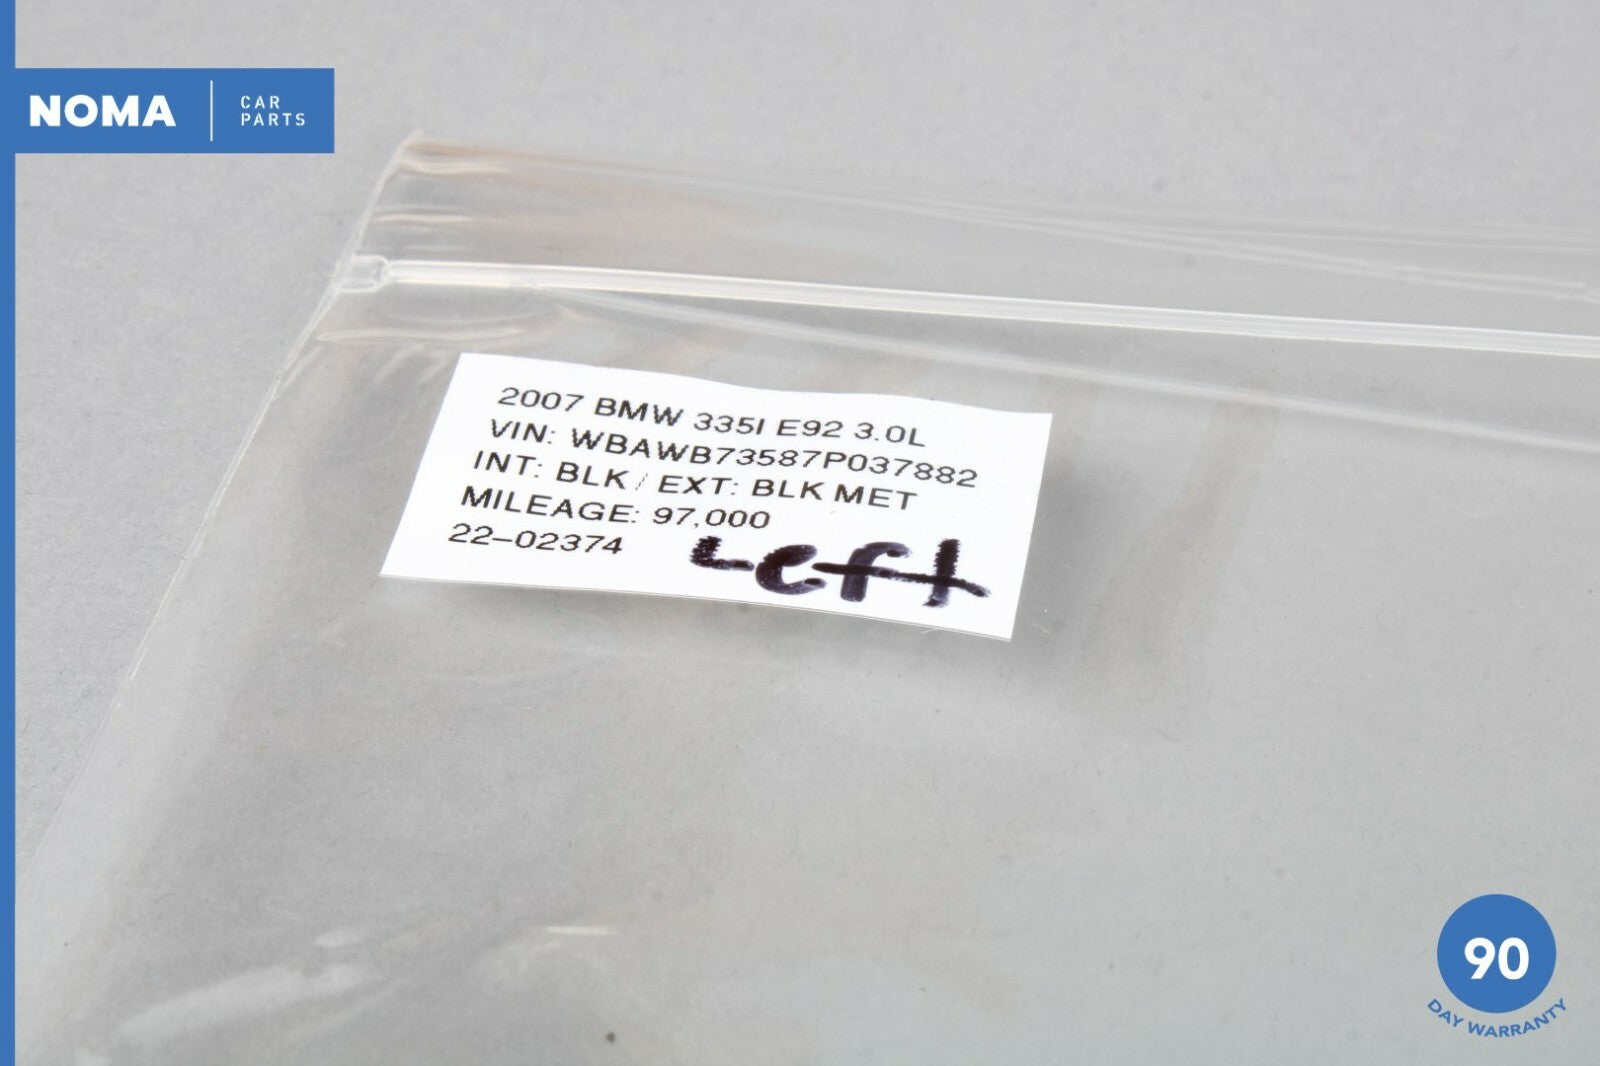 NOMA
CAR
PARTS
2007 BMW 335I E92 3.0L
VIN: WBAWB73587P037882
INT: BLK / EXT: BLK MET
MILEAGE: 97,000
22-02374
Left
90
DAY WARRANTY